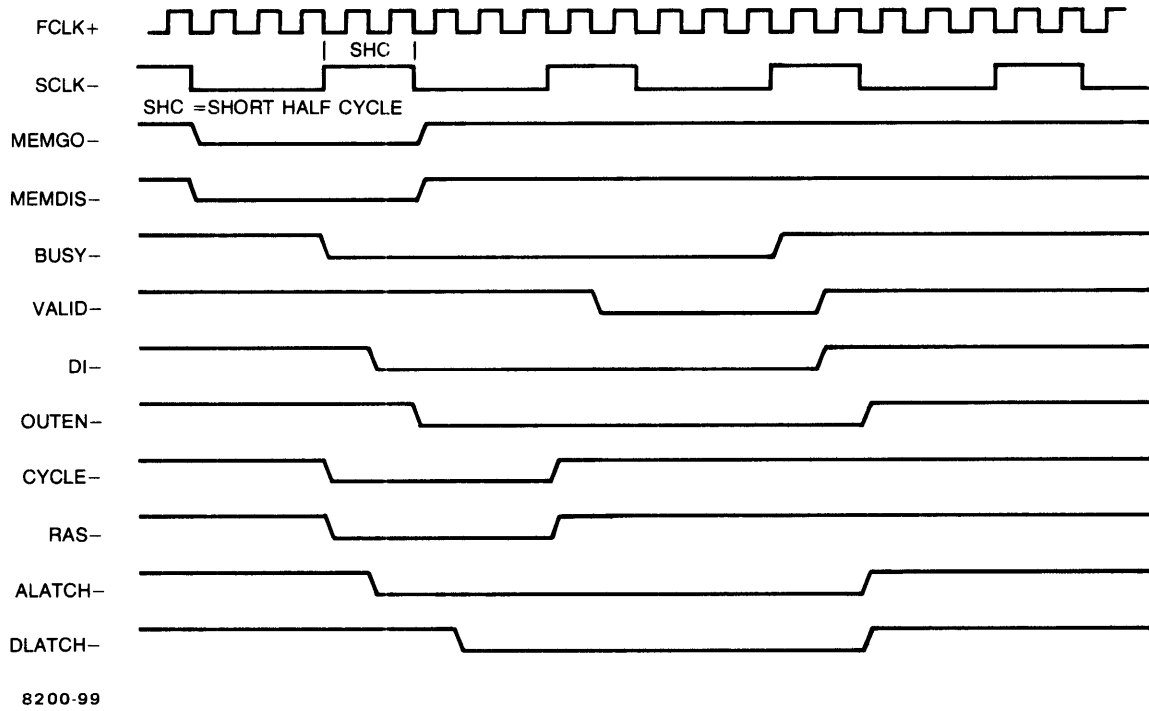 FCLK+
SHC
SCLK–
SHC =SHORT HALF CYCLE
MEMGO–
MEMDIS–
BUSY–
VALID–
DI–
OUTEN–
CYCLE–
RAS–
ALATCH–
DLATCH–
8200-99